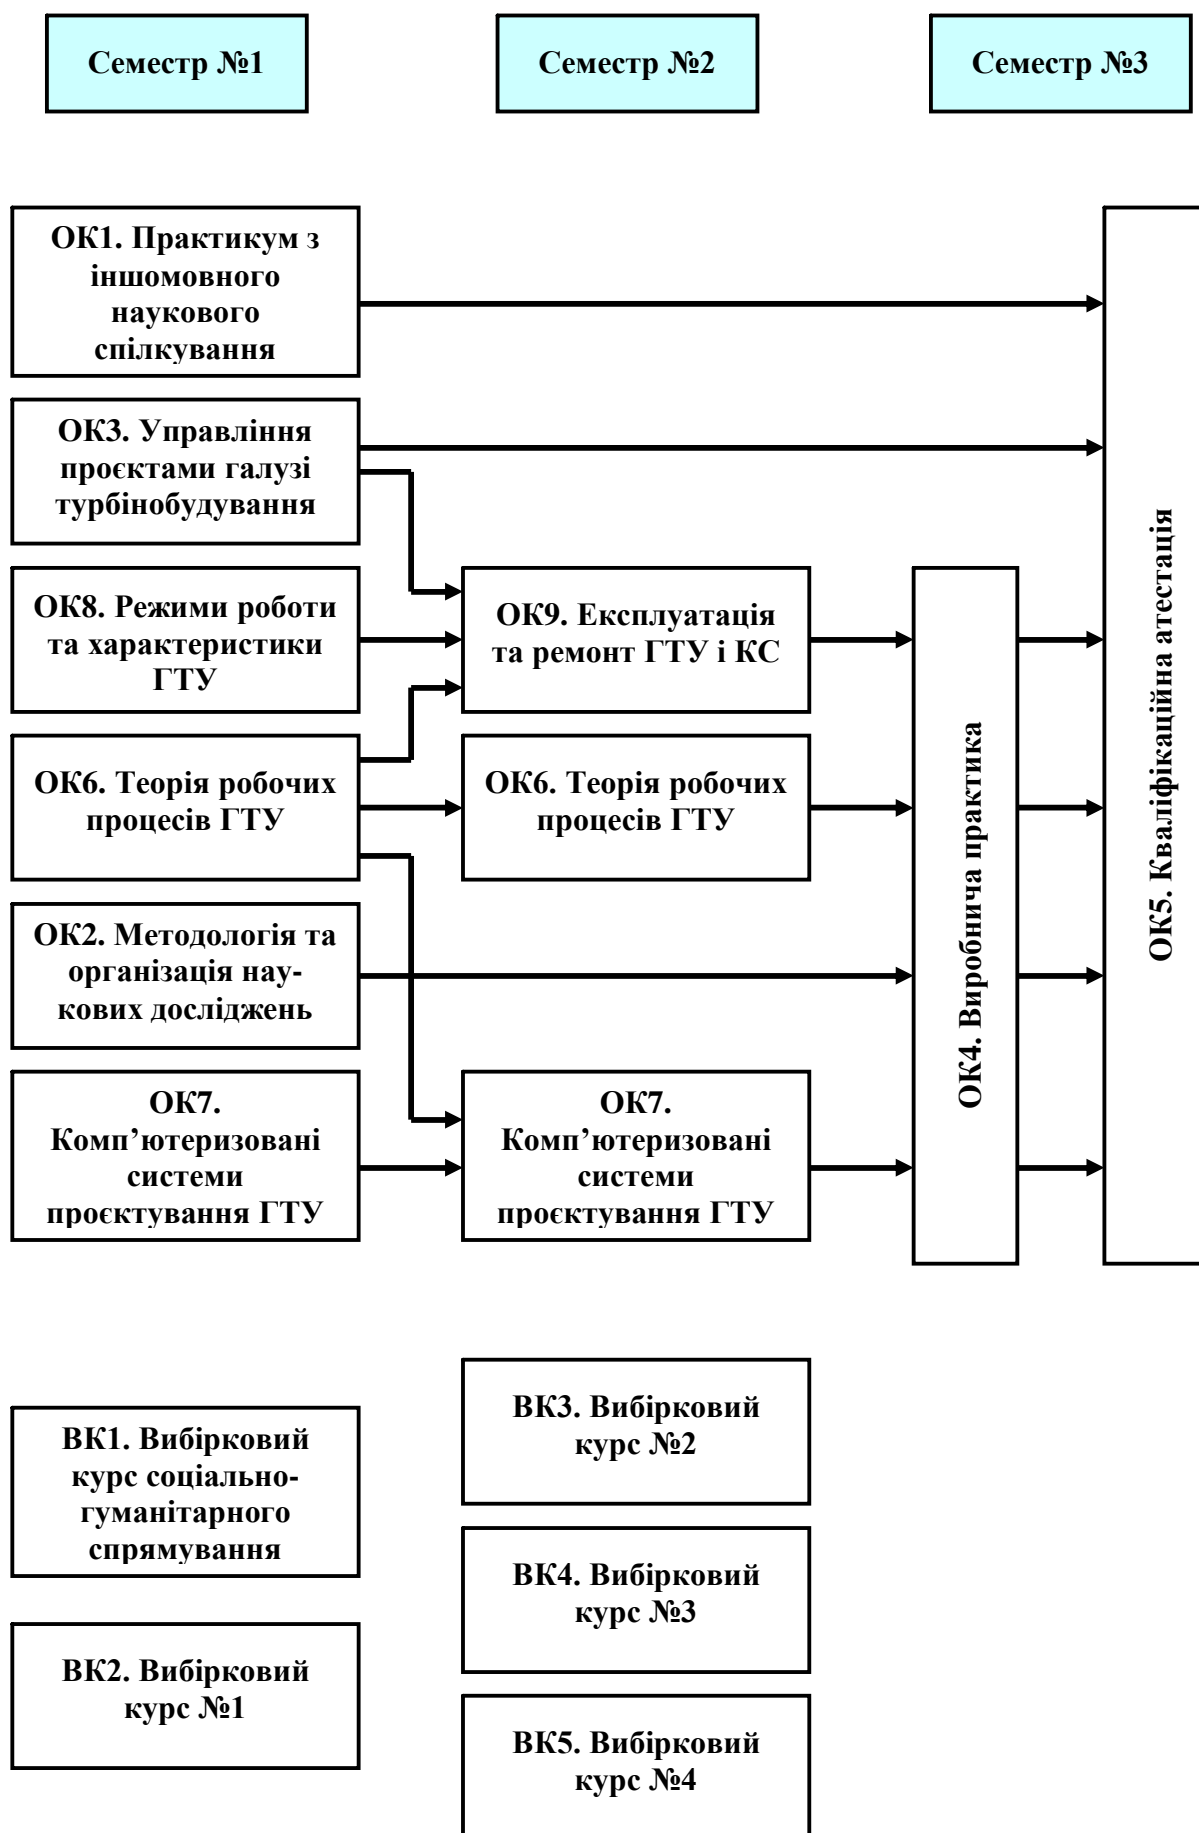 Семестр №1
Семестр №2
Семестр №3
ОК1. Практикум з
іншомовного
наукового
спілкування
ОК3. Управління
проєктами галузі
турбінобудування
ОК8. Режими роботи
та характеристики
ГТУ
ОК9. Експлуатація
та ремонт ГТУ і КС
ОК6. Теорія робочих
процесів ГТУ
ОК6. Теорія робочих
процесів ГТУ
ОК2. Методологія та
організація нау-
кових досліджень
ОК7.
Комп’ютеризовані
системи
проєктування ГТУ
ОК7.
Комп’ютеризовані
системи
проєктування ГТУ
ОК4. Виробнича практика
ОК5. Кваліфікаційна атестація
ВК1. Вибірковий
курс соціально-
гуманітарного
спрямування
ВК2. Вибірковий
курс №1
ВК3. Вибірковий
курс №2
ВК4. Вибірковий
курс №3
ВК5. Вибірковий
курс №4